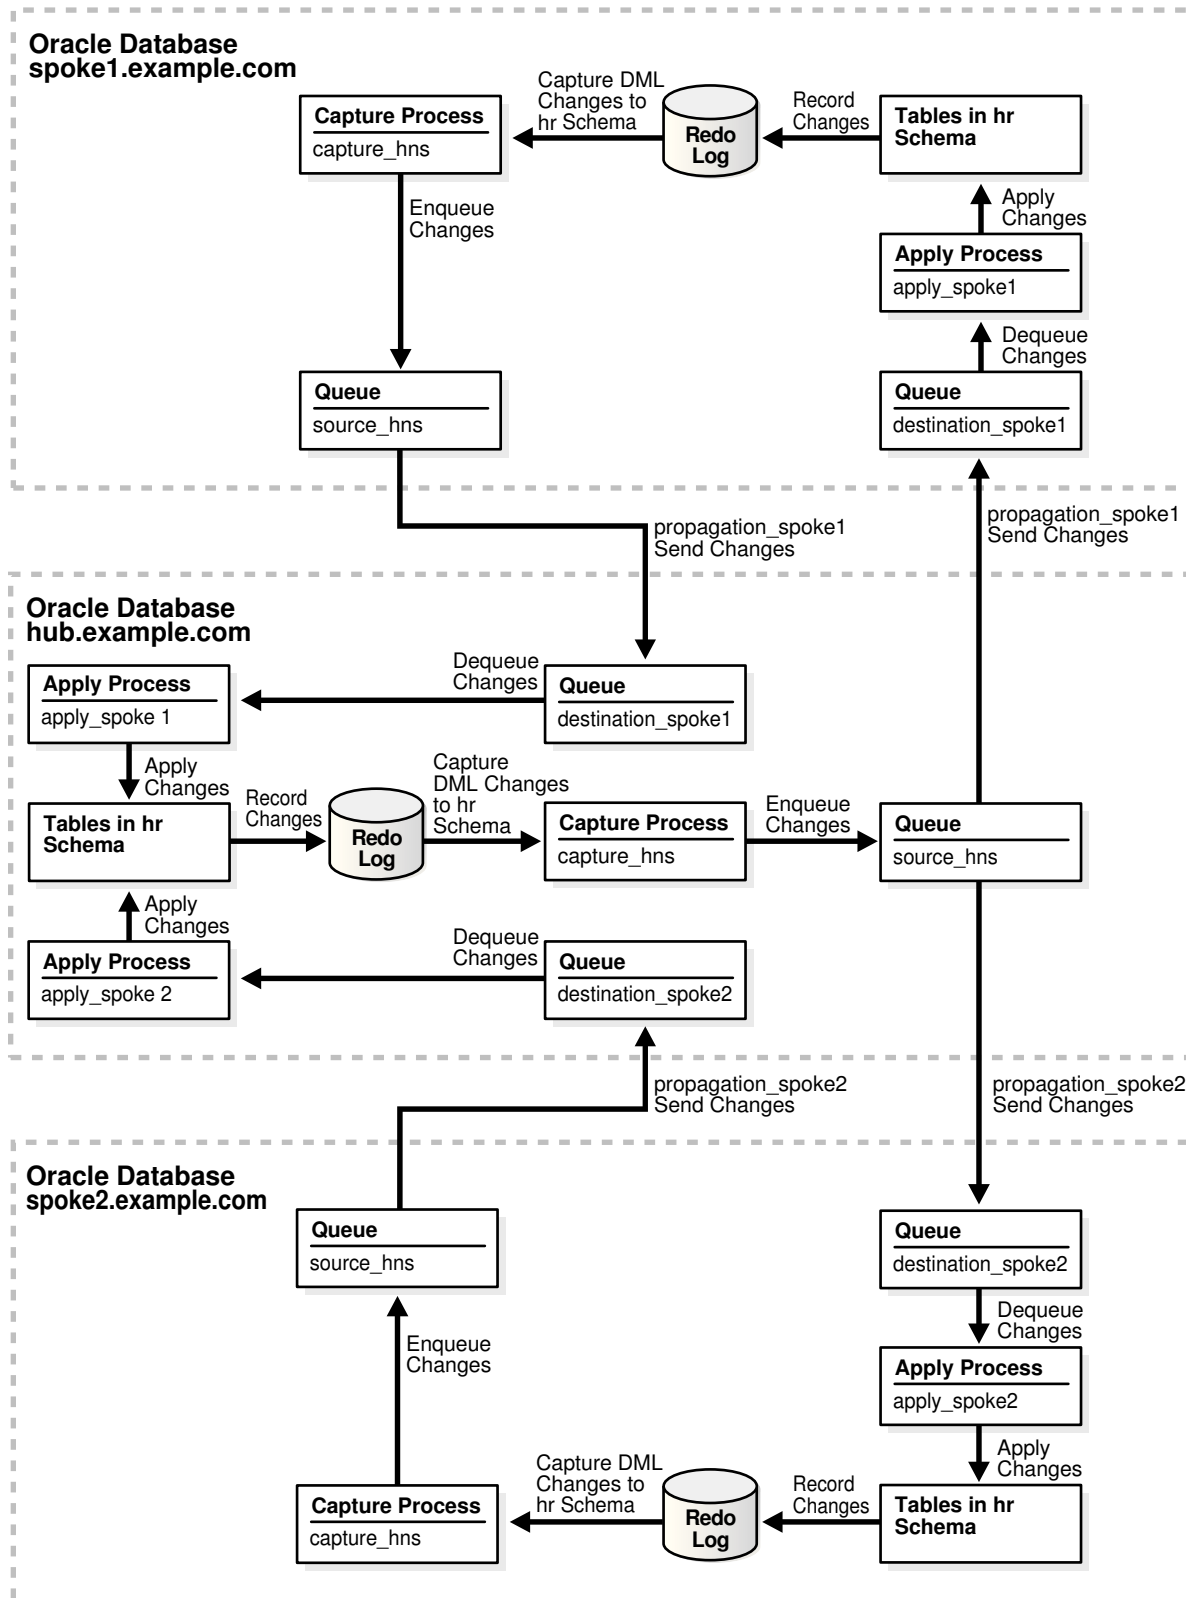 Oracle Database
spoke1.example.com
Capture Process
capture_hns
Capture DML
Changes to
hr Schema
Redo
Log
Record
Changes
Tables in hr
Schema
Apply
Changes
Apply Process
apply_spoke1
Dequeue
Changes
Queue
destination_spoke1
Enqueue
Changes
Queue
source_hns
propagation_spoke1
Send Changes
propagation_spoke1
Send Changes
Oracle Database
hub.example.com
Apply Process
apply_spoke 1
Dequeue
Changes
Queue
destination_spoke1
Apply
Changes
Tables in hr
Schema
Record
Changes
Redo
Log
Capture
DML Changes
to hr
Schema
Capture Process
capture_hns
Enqueue
Changes
Queue
source_hns
Apply
Changes
Apply Process
apply_spoke 2
Dequeue
Changes
Queue
destination_spoke2
propagation_spoke2
Send Changes
propagation_spoke2
Send Changes
Oracle Database
spoke2.example.com
Queue
source_hns
Queue
destination_spoke2
Dequeue
Changes
Enqueue
Changes
Apply Process
apply_spoke2
Apply
Changes
Capture Process
capture_hns
Capture DML
Changes to
hr Schema
Redo
Log
Record
Changes
Tables in hr
Schema